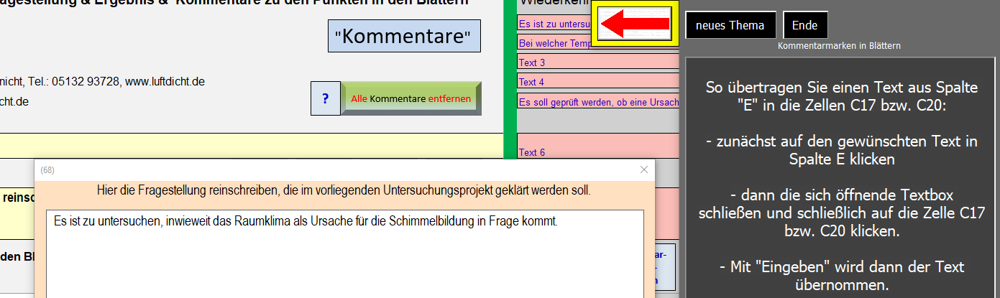 agestellung & Ergebnis & Kommentare zu den Punkten in den Blättern
"Kommentare"
nicht, Tel.: 05132 93728, www.luftdicht.de
cht.de
?
Alle Kommentare entfernen
Wiederkehr
Es ist zu untersu
Bei welcher Temp
Text 3
Text 4
Es soll geprüft werden, ob eine Ursach
Text 6
reinsc
den Bl
ar-
-
n
(68)
Hier die Fragestellung reinschreiben, die im vorliegenden Untersuchungsprojekt geklärt werden soll.
Es ist zu untersuchen, inwieweit das Raumklima als Ursache für die Schimmelbildung in Frage kommt.
neues Thema
Ende
Kommentarmarken in Blättern
So übertragen Sie einen Text aus Spalte
"E" in die Zellen C17 bzw. C20:
- zunächst auf den gewünschten Text in
Spalte E klicken
- dann die sich öffnende Textbox
schließen und schließlich auf die Zelle C17
bzw. C20 klicken.
- Mit "Eingeben" wird dann der Text
übernommen.